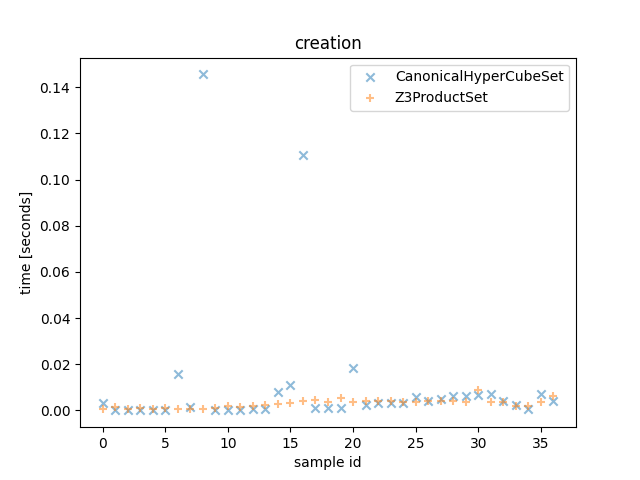 creation
CanonicalHyperCubeSet
Z3ProductSet
time [seconds]
0.14
0.12
0.10
0.08
0.06
0.04
0.02
0.00
0 5 10 15 20 25 30 35
sample id